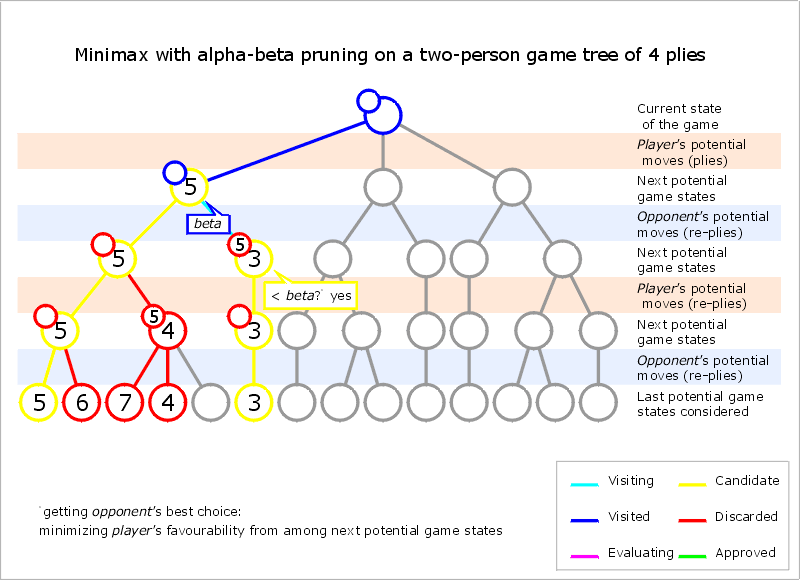 Minimax with alpha-beta pruning on a two-person game tree of 4 plies
Current state
of the game
Player's potential
moves (plies)
5
Next potential
game states
beta
Opponent's potential
moves (re-plies)
5
5
3
Next potential
game states
< beta?* yes
Player's potential
moves (re-plies)
5
5
4
3
Next potential
game states
Opponent's potential
moves (re-plies)
5
6
7
4
3
Last potential game
states considered
Visiting
Candidate
Visited
Discarded
Evaluating
Approved
*getting opponent's best choice:
minimizing player's favourability from among next potential game states